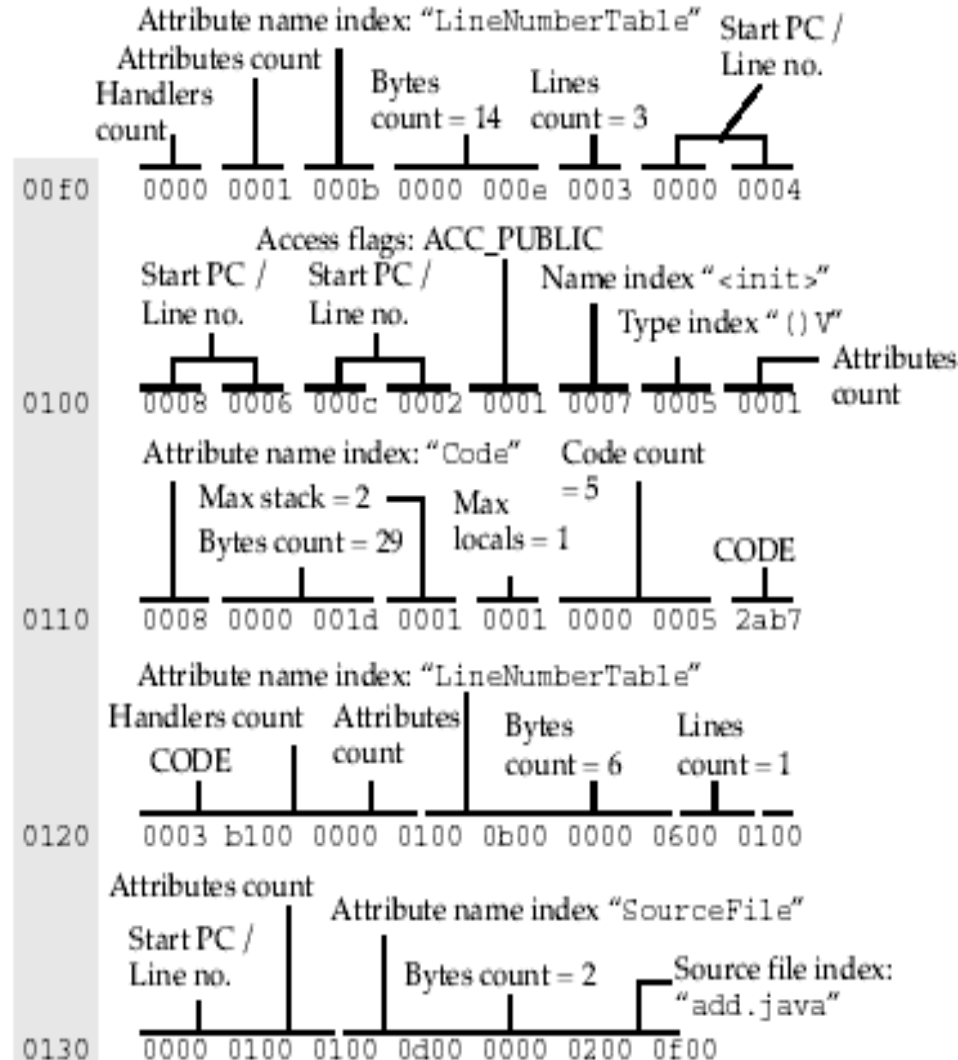 Attribute name index: “LineNumberTable”
Attributes count
Handlers
count
Bytes
count = 14
Lines
count = 3
Start PC /
Line no.
00f0 0000 0001 000b 0000 000e 0003 0000 0004
Access flags: ACC_PUBLIC
Start PC /
Line no.
Start PC /
Line no.
Name index “<init>”
Type index “()V”
Attributes
count
0100 0008 0006 000c 0002 0001 0007 0005 0001
Attribute name index: “Code”
Max stack = 2
Bytes count = 29
Max
locals = 1
Code count
= 5
CODE
0110 0008 0000 001d 0001 0001 0000 0005 2ab7
Attribute name index: “LineNumberTable”
Handlers count
CODE
Attributes
count
Bytes
count = 6
Lines
count = 1
0120 0003 b100 0000 0100 0b00 0000 0600 0100
Attributes count
Attribute name index “SourceFile”
Start PC /
Line no.
Bytes count = 2
Source file index:
“add.java”
0130 0000 0100 0100 0d00 0000 0200 0f00